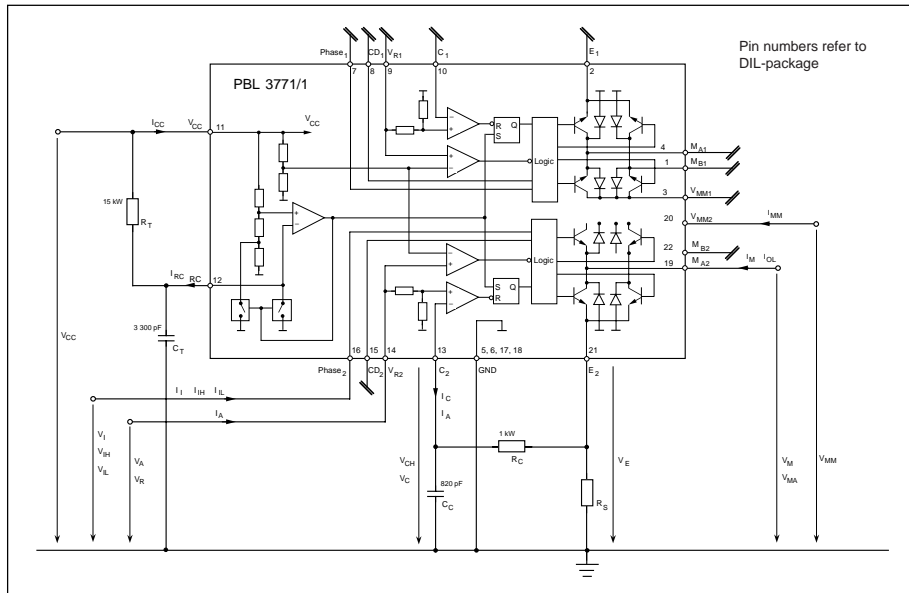 Phase1 CD1 VR1 C1 E1
7 8 9 10 2
Pin numbers refer to
DIL-package
PBL 3771/1
ICC VCC 11 VCC
R Q
S
Logic
4 MA1
1 MB1
3 VMM1
15 kW
RT
20 VMM2 IMM
22 MB2
19 MA2 IM IOL
+
–
+
–
+
–
+
–
+
–
Logic
S Q
R
IRC RC 12
3 300 pF
CT
VCC
16 15 14 13 5, 6, 17, 18 21
Phase2 CD2 VR2 C2 GND E2
II IIH IIL
IC
IA IA
1 kW
RC
VI
VIH
VIL
VA
VR
VCH
VC
820 pF
CC
RS
VE
VM
VMA
VMM